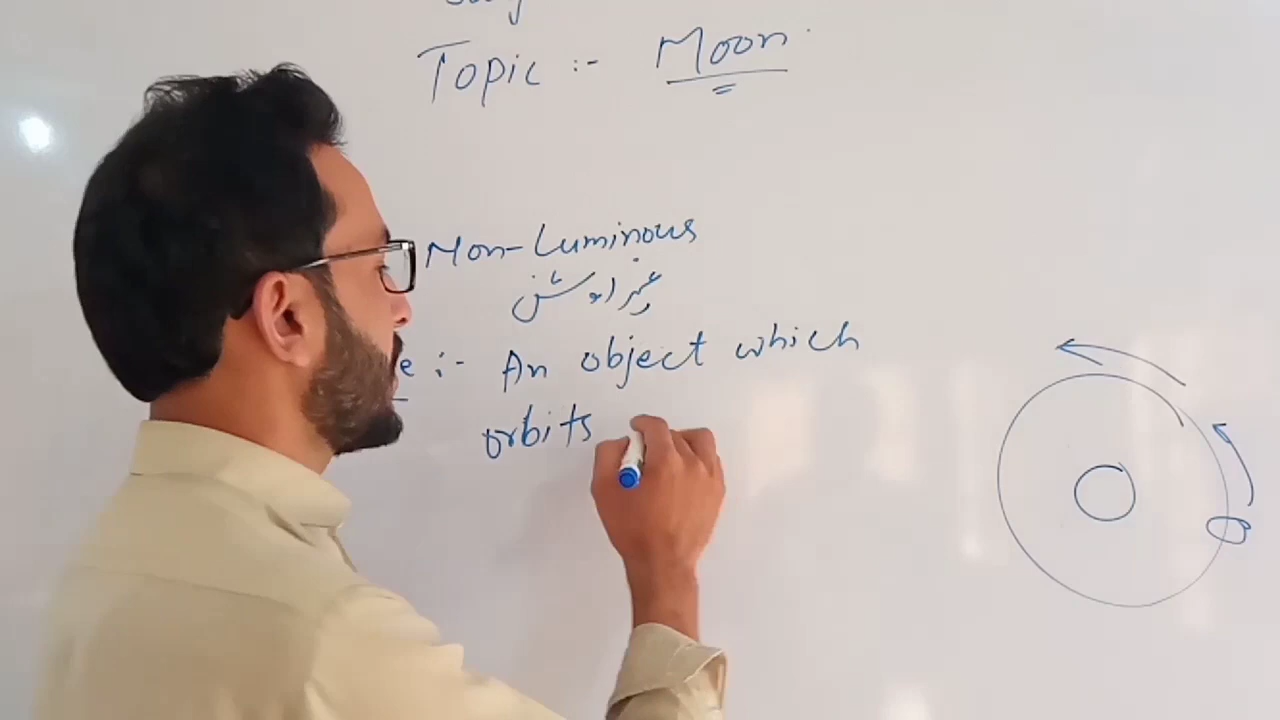 Topic :- Moon
Non-Luminous
غیر روشن
e :- An object which
orbits